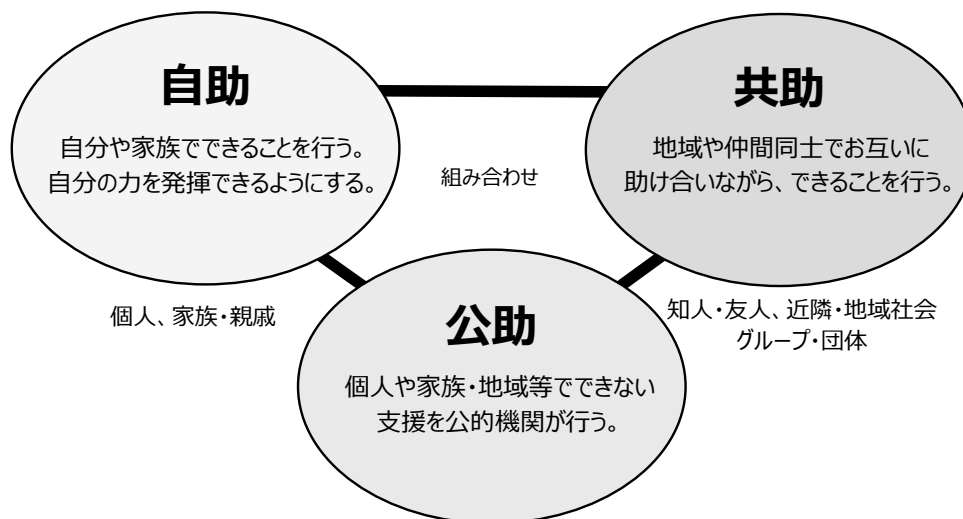 自助
自分や家族でできることを行う。
自分の力を発揮できるようにする。
共助
地域や仲間同士でお互いに
助け合いながら、できることを行う。
組み合わせ
個人、家族・親戚
知人・友人、近隣・地域社会
グループ・団体
公助
個人や家族・地域等でできない
支援を公的機関が行う。